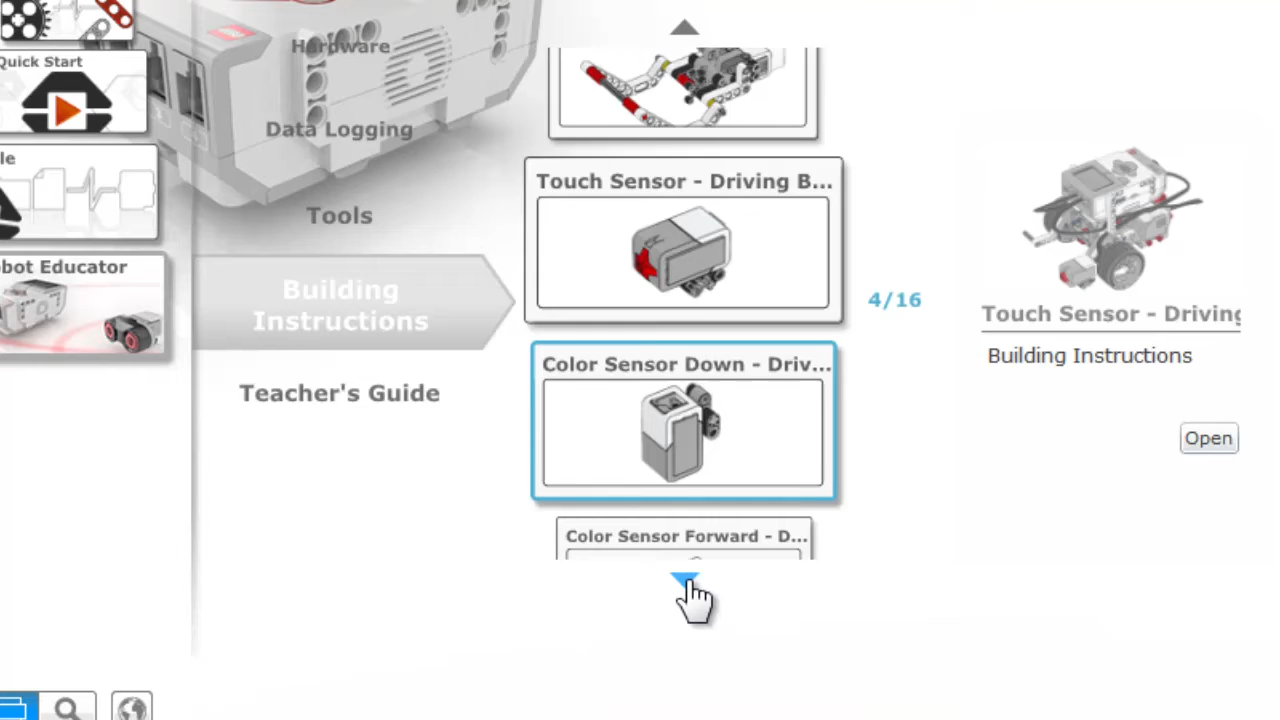 Quick Start
Hardware
Data Logging
Tools
obot Educator
Building
Instructions
Teacher's Guide
Touch Sensor - Driving B...
Color Sensor Down - Driv...
Color Sensor Forward - D...
4/16
Touch Sensor - Driving
Building Instructions
Open